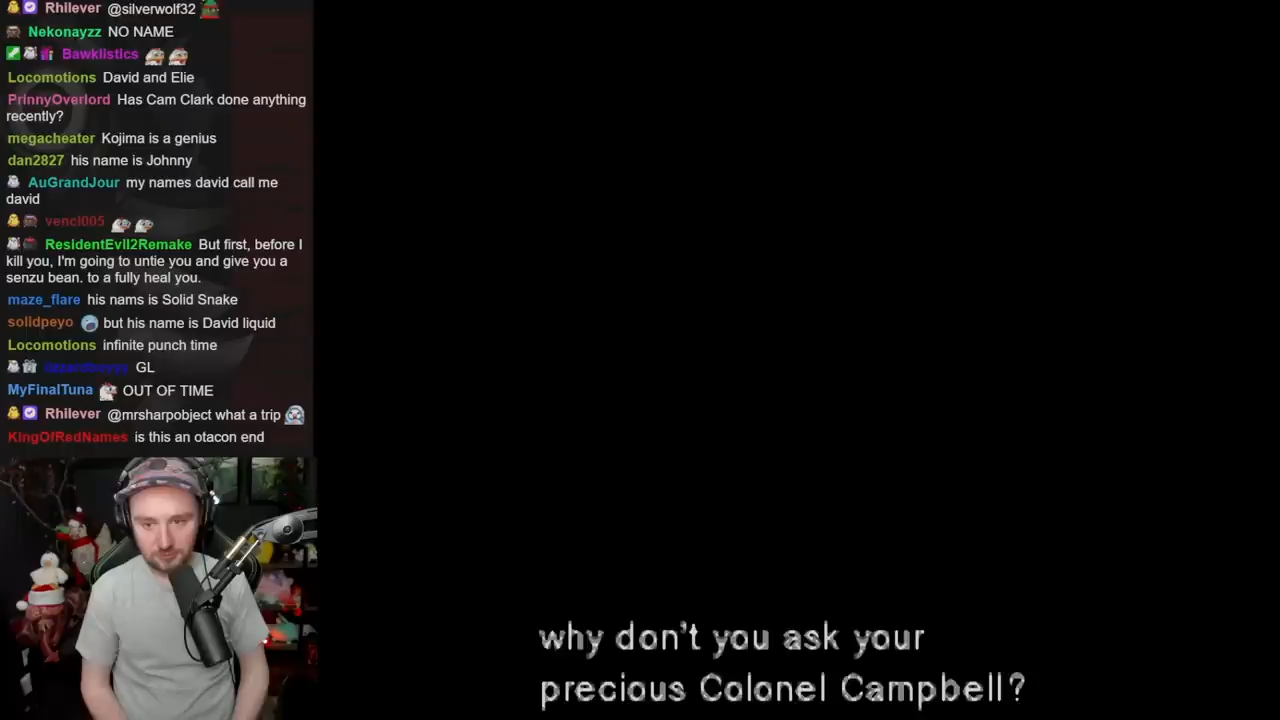 Rhilever @silverwolf32
Nekonayzz NO NAME
Bawklistics
Locomotions David and Elie
PrinnyOverlord Has Cam Clark done anything
recently?
megacheater Kojima is a genius
dan2827 his name is Johnny
AuGrandJour my names david call me
david
venci005
ResidentEvil2Remake But first, before I
kill you, I'm going to untie you and give you a
senzu bean. to a fully heal you.
maze_flare his nams is Solid Snake
solidpeyo but his name is David liquid
Locomotions infinite punch time
GL
MyFinalTuna OUT OF TIME
Rhilever @mrsharpobject what a trip
KingOfRedNames is this an otacon end
why don't you ask your
precious Colonel Campbell?